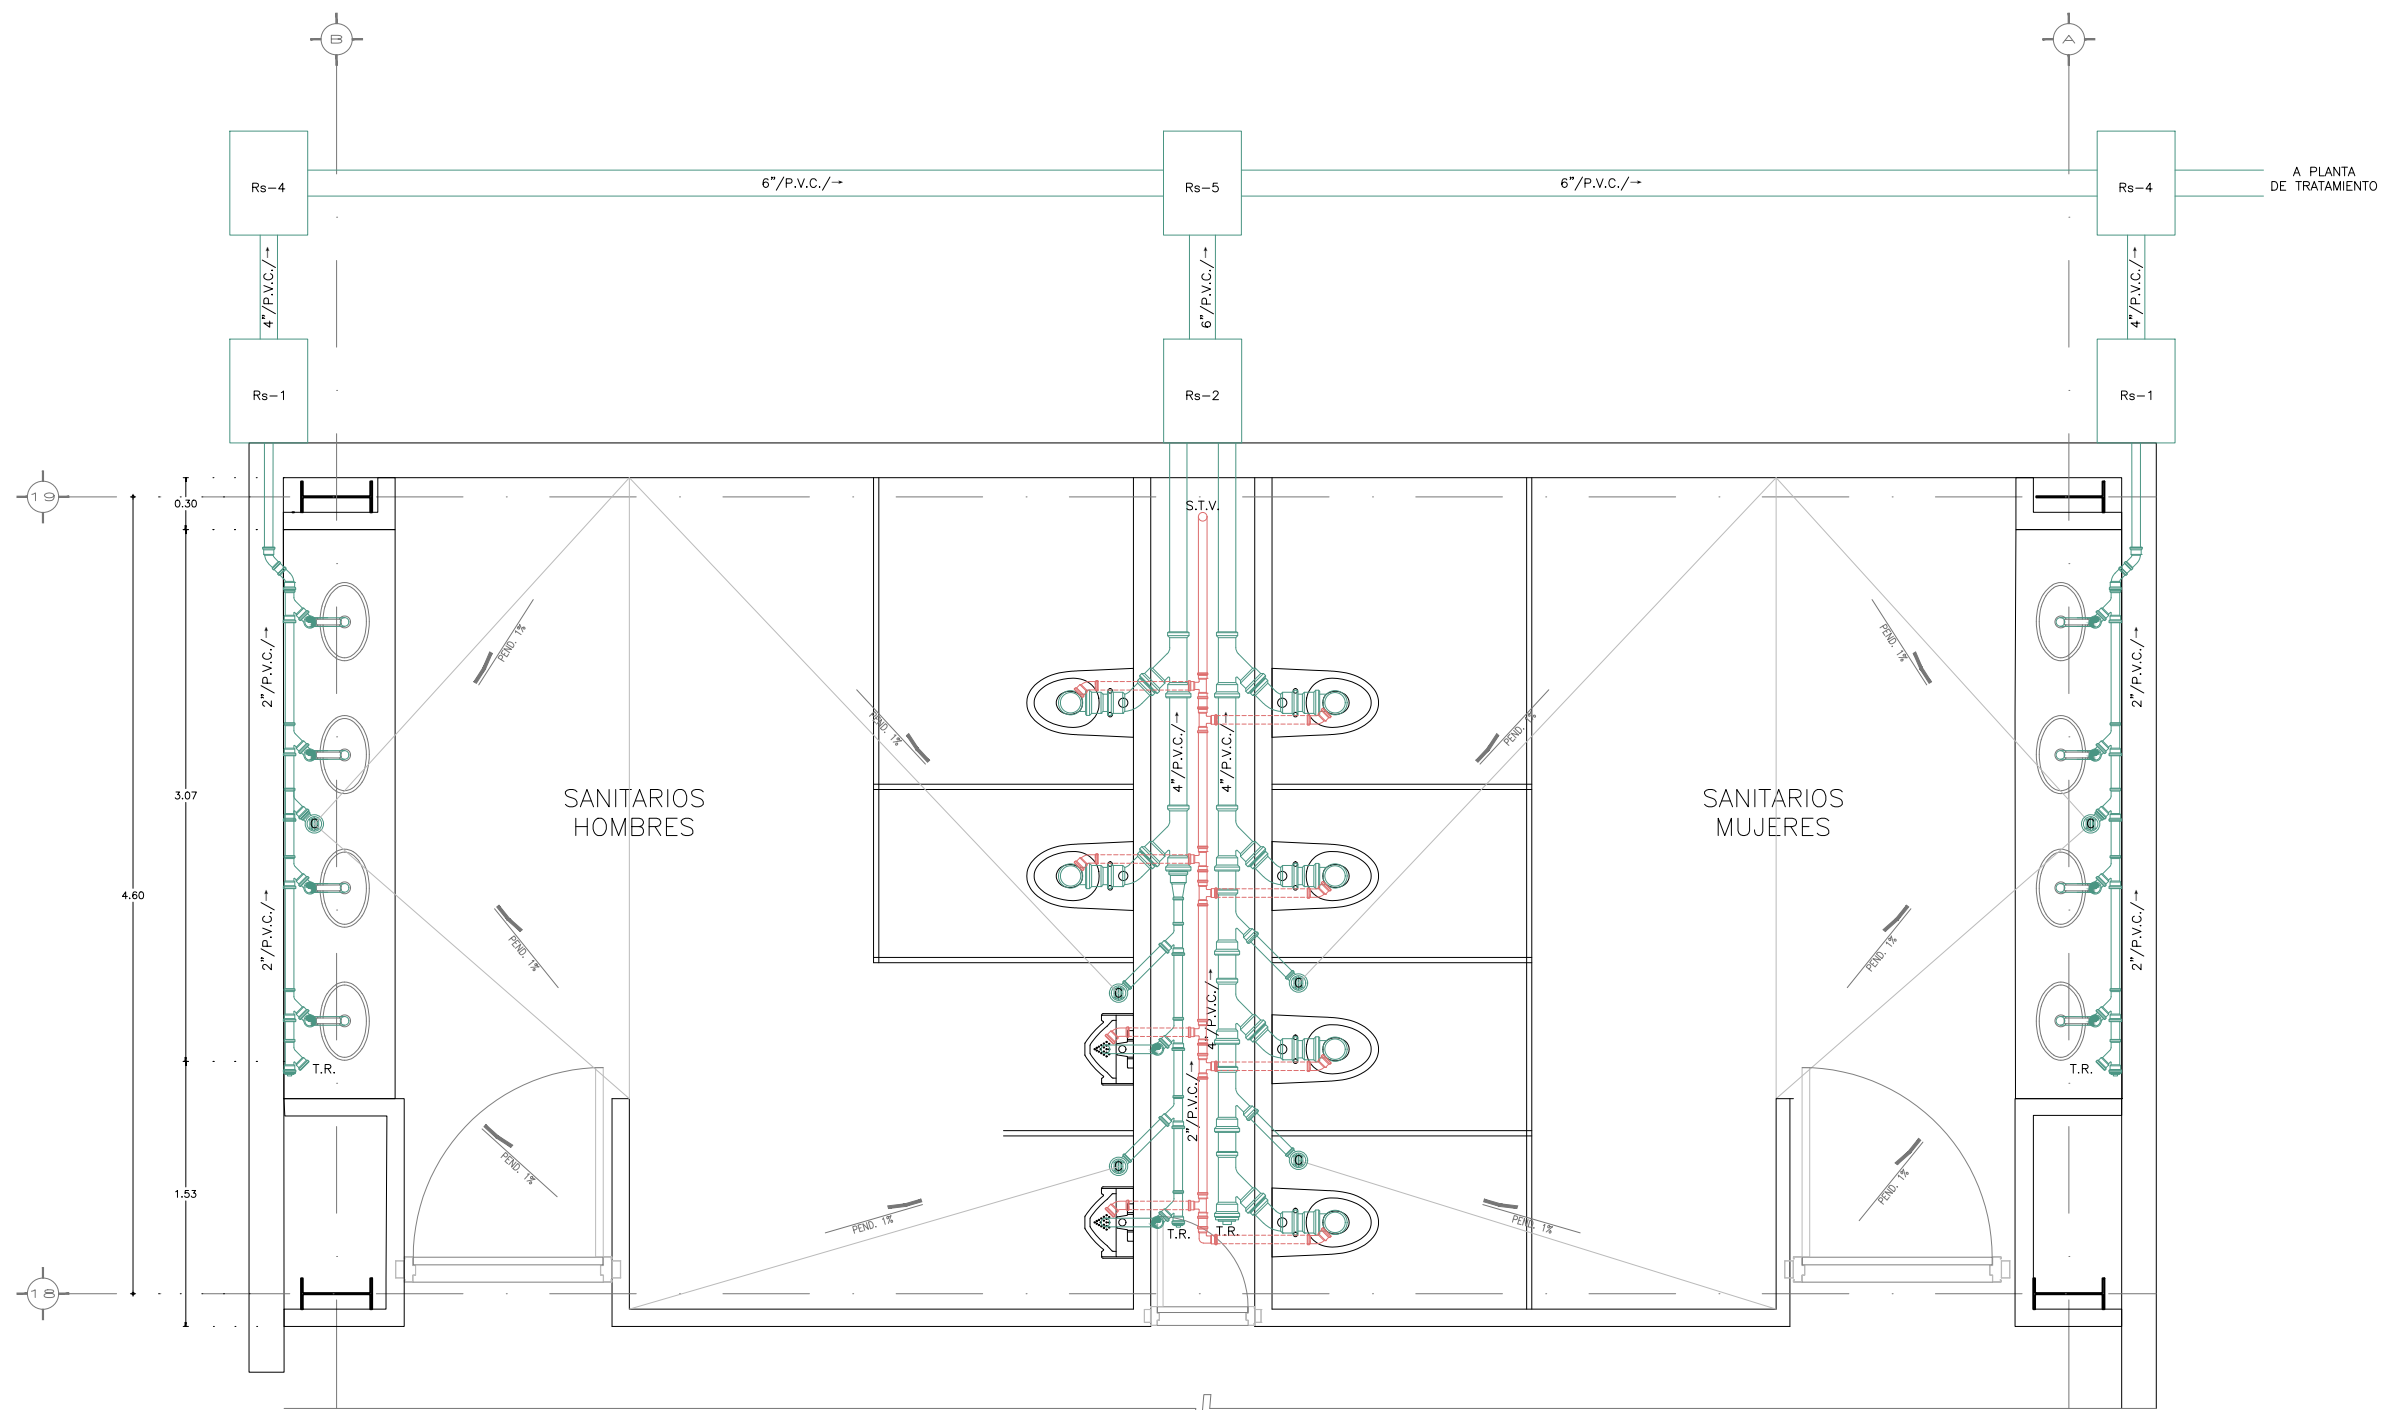 B
A
A PLANTA
DE TRATAMIENTO
Rs-4
6"/P.V.C./→
Rs-5
6"/P.V.C./→
Rs-4
4"/P.V.C./→
6"/P.V.C./→
4"/P.V.C./→
Rs-1
Rs-2
Rs-1
19
0.30
S.T.V.
2"/P.V.C./→
PEND. 1%
PEND. 1%
2"/P.V.C./→
PEND. 1%
4"/P.V.C./→
4"/P.V.C./→
PEND. 1%
3.07
SANITARIOS
HOMBRES
SANITARIOS
MUJERES
4.60
2"/P.V.C./→
PEND. 1%
4"/P.V.C./→
PEND. 1%
2"/P.V.C./→
T.R.
2"/P.V.C./→
T.R.
PEND. 1%
PEND. 1%
1.53
PEND. 1%
T.R.
T.R.
PEND. 1%
18